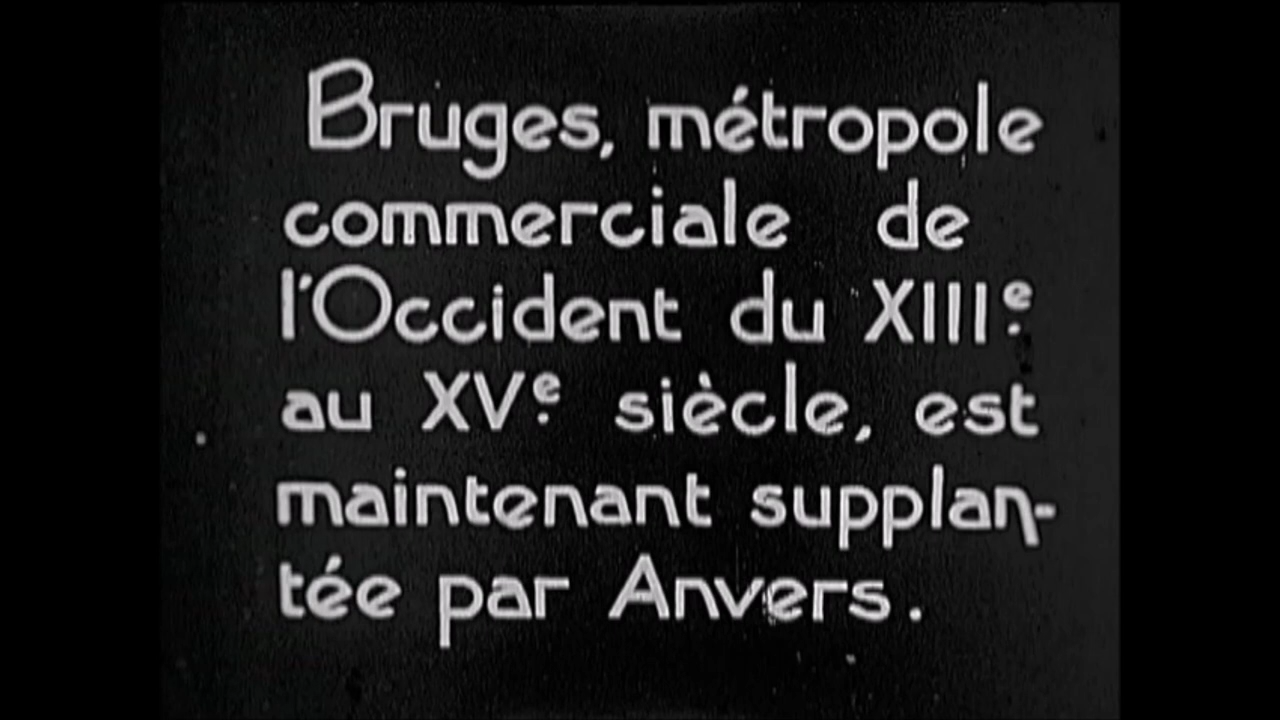 Bruges, métropole
commerciale de
l'Occident du XIIIe
au XVe siècle, est
maintenant supplan-
tée par Anvers.